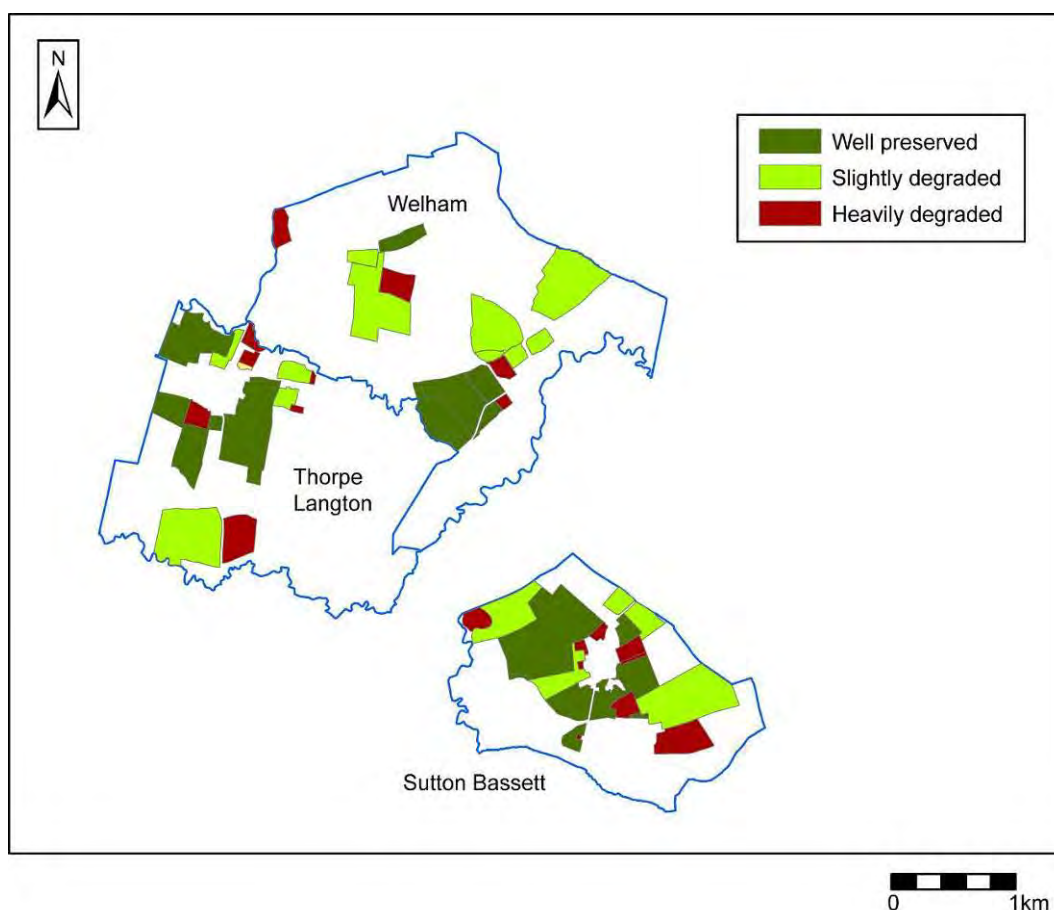 N
Well preserved
Slightly degraded
Heavily degraded
Welham
Thorpe
Langton
Sutton Bassett
0 1km